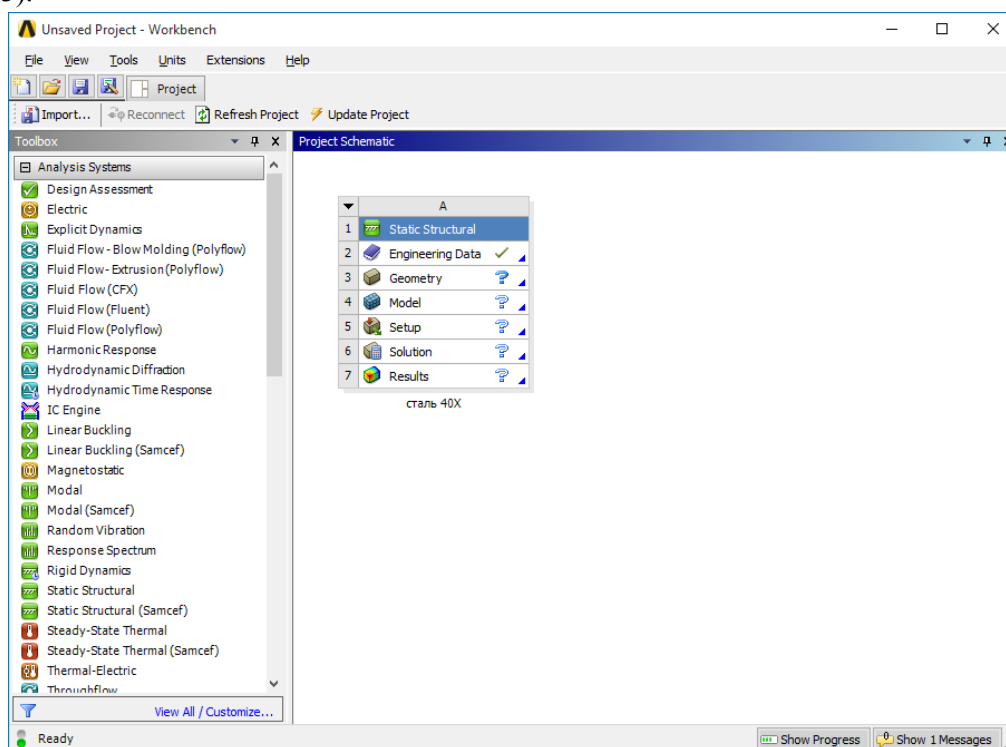 5).
Unsaved Project - Workbench
File View Tools Units Extensions Help
Project
Import... Reconnect Refresh Project Update Project
Toolbox
Project Schematic
Analysis Systems
Design Assessment
Electric
Explicit Dynamics
Fluid Flow - Blow Molding (Polyflow)
Fluid Flow- Extrusion (Polyflow)
Fluid Flow (CFX)
Fluid Flow (Fluent)
Fluid Flow (Polyflow)
Harmonic Response
Hydrodynamic Diffraction
Hydrodynamic Time Response
IC Engine
Linear Buckling
Linear Buckling (Samcef)
Magnetostatic
Modal
Modal (Samcef)
Random Vibration
Response Spectrum
Rigid Dynamics
Static Structural
Static Structural (Samcef)
Steady-State Thermal
Steady-State Thermal (Samcef)
Thermal-Electric
Throughflow
View All / Customize...
A
1 Static Structural
2 Engineering Data
3 Geometry
4 Model
5 Setup
6 Solution
7 Results
сталь 40Х
Ready
Show Progress
Show 1 Messages